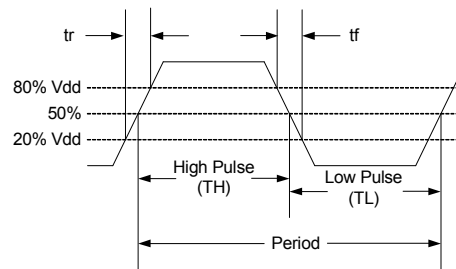 tr
tf
80% Vdd
50%
20% Vdd
High Pulse
(TH)
Low Pulse
(TL)
Period